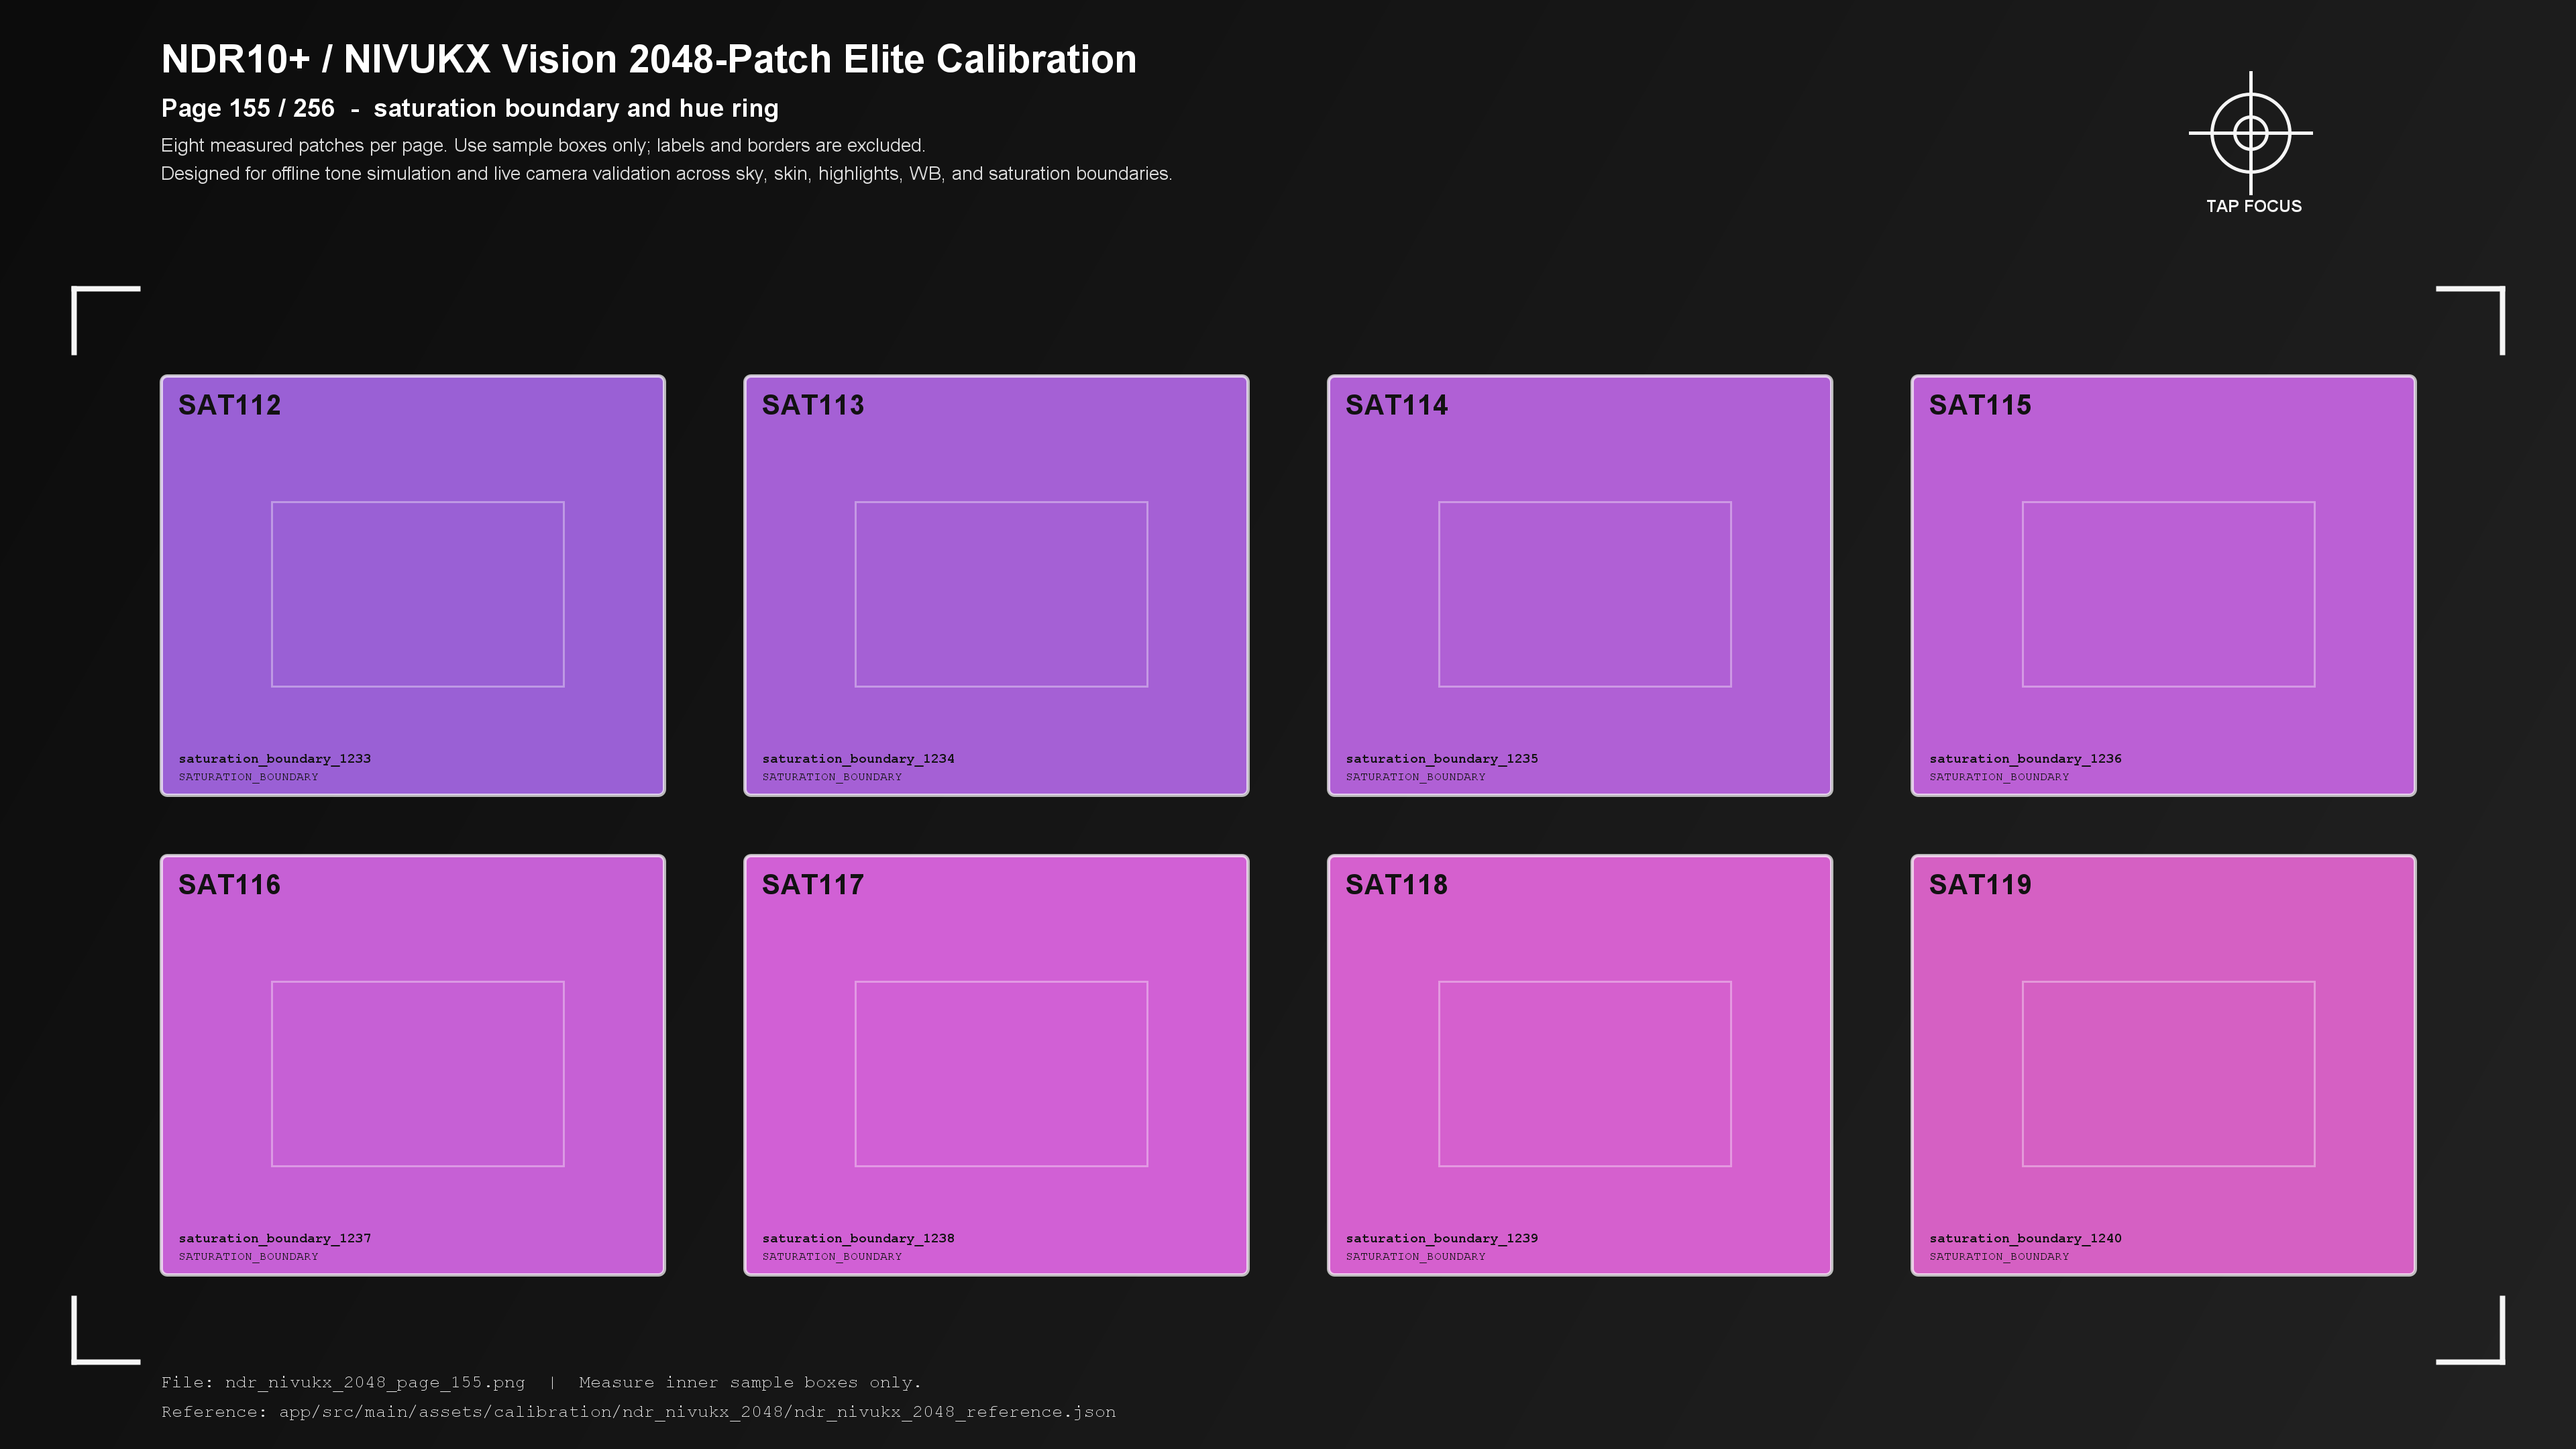 NDR10+ / NIVUKX Vision 2048-Patch Elite Calibration
Page 155 / 256 - saturation boundary and hue ring
Eight measured patches per page. Use sample boxes only; labels and borders are excluded.
Designed for offline tone simulation and live camera validation across sky, skin, highlights, WB, and saturation boundaries.
TAP FOCUS
SAT112
saturation_boundary_1233
SATURATION_BOUNDARY
SAT113
saturation_boundary_1234
SATURATION_BOUNDARY
SAT114
saturation_boundary_1235
SATURATION_BOUNDARY
SAT115
saturation_boundary_1236
SATURATION_BOUNDARY
SAT116
saturation_boundary_1237
SATURATION_BOUNDARY
SAT117
saturation_boundary_1238
SATURATION_BOUNDARY
SAT118
saturation_boundary_1239
SATURATION_BOUNDARY
SAT119
saturation_boundary_1240
SATURATION_BOUNDARY
File: ndr_nivukx_2048_page_155.png | Measure inner sample boxes only.
Reference: app/src/main/assets/calibration/ndr_nivukx_2048/ndr_nivukx_2048_reference.json